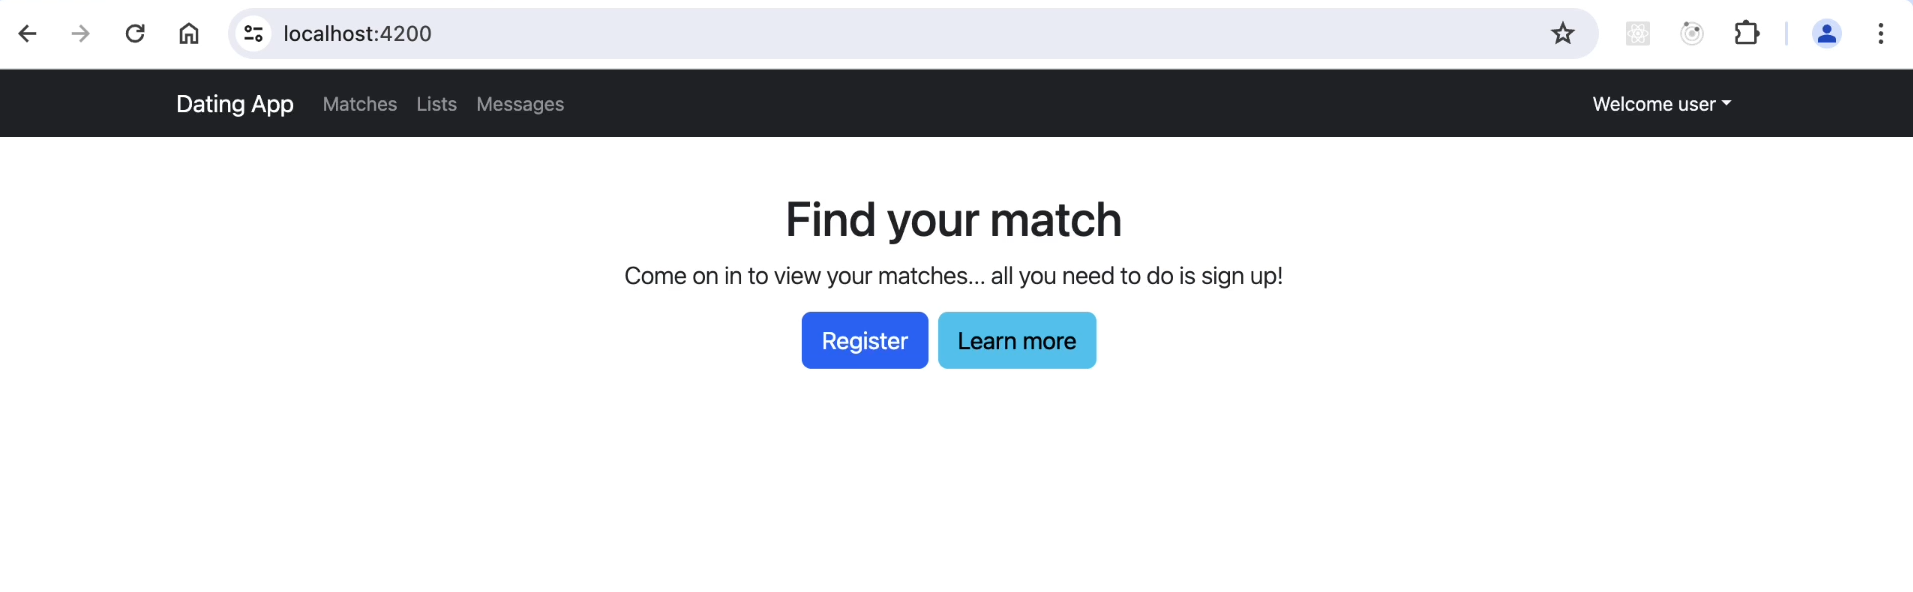 localhost:4200
Dating App Matches Lists Messages Welcome user
Find your match
Come on in to view your matches... all you need to do is sign up!
Register Learn more